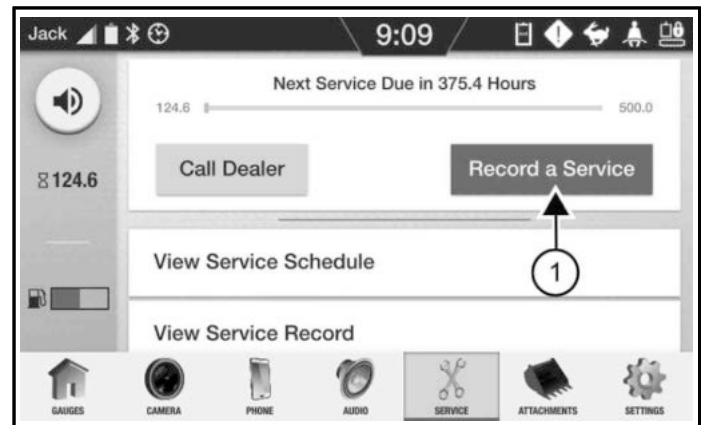 Jack 9:09
Next Service Due in 375.4 Hours
124.6 500.0
Call Dealer Record a Service
124.6
1
View Service Schedule
View Service Record
GAUGES CAMERA PHONE AUDIO SERVICE ATTACHMENTS SETTINGS